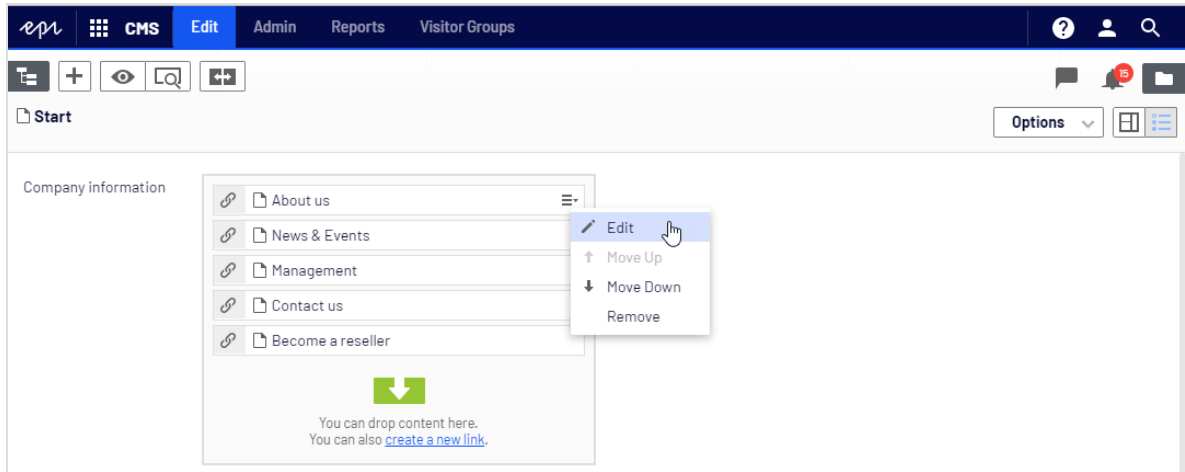 epi CMS Edit Admin Reports Visitor Groups
15
Start
Options
Company information
About us
Edit
News & Events
Move Up
Management
Move Down
Contact us
Remove
Become a reseller
You can drop content here.
You can also create a new link.